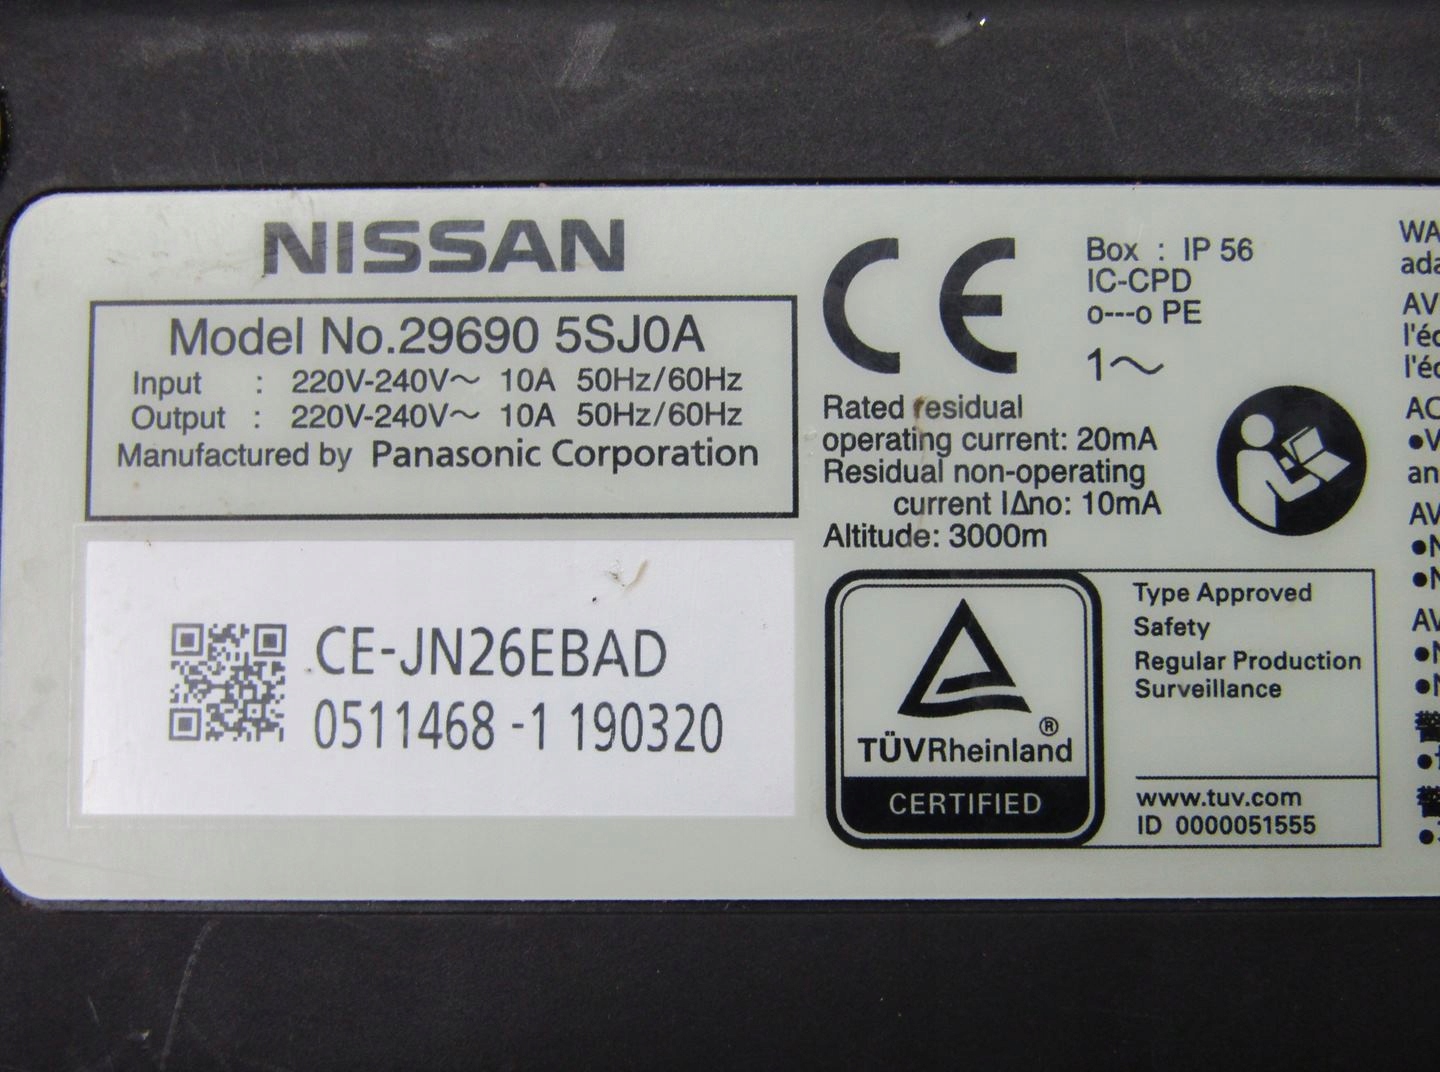 NISSAN
Model No.29690 5SJ0A
Input : 220V-240V～ 10A 50Hz/60Hz
Output : 220V-240V～ 10A 50Hz/60Hz
Manufactured by Panasonic Corporation
CE-JN26EBAD
0511468 -1 190320
CE
Box : IP 56
IC-CPD
o---o PE
1～
Rated residual
operating current: 20mA
Residual non-operating
current IΔno: 10mA
Altitude: 3000m
TÜVRheinland®
CERTIFIED
Type Approved
Safety
Regular Production
Surveillance
www.tuv.com
ID 0000051555